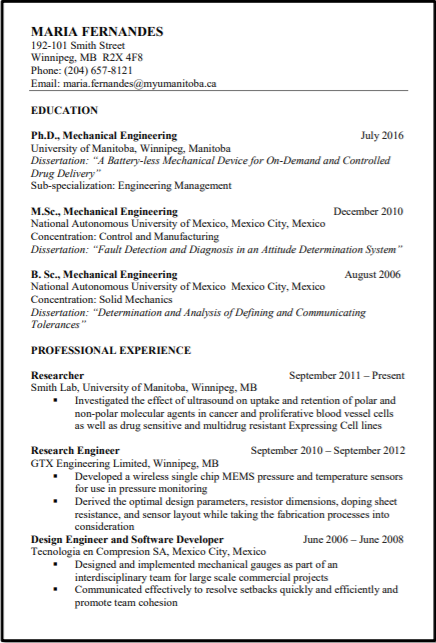 MARIA FERNANDES
192-101 Smith Street
Winnipeg, MB  R2X 4F8
Phone: (204) 657-8121
Email: maria.fernandes@myumanitoba.ca
EDUCATION
Ph.D., Mechanical Engineering July 2016
University of Manitoba, Winnipeg, Manitoba
Dissertation: “A Battery-less Mechanical Device for On-Demand and Controlled
Drug Delivery”
Sub-specialization: Engineering Management
M.Sc., Mechanical Engineering December 2010
National Autonomous University of Mexico, Mexico City, Mexico
Concentration: Control and Manufacturing
Dissertation: “Fault Detection and Diagnosis in an Attitude Determination System”
B. Sc., Mechanical Engineering August 2006
National Autonomous University of Mexico  Mexico City, Mexico
Concentration: Solid Mechanics
Dissertation: “Determination and Analysis of Defining and Communicating
Tolerances”
PROFESSIONAL EXPERIENCE
Researcher September 2011 – Present
Smith Lab, University of Manitoba, Winnipeg, MB
▪ Investigated the effect of ultrasound on uptake and retention of polar and
non-polar molecular agents in cancer and proliferative blood vessel cells
as well as drug sensitive and multidrug resistant Expressing Cell lines
Research Engineer September 2010 – September 2012
GTX Engineering Limited, Winnipeg, MB
▪ Developed a wireless single chip MEMS pressure and temperature sensors
for use in pressure monitoring
▪ Derived the optimal design parameters, resistor dimensions, doping sheet
resistance, and sensor layout while taking the fabrication processes into
consideration
Design Engineer and Software Developer June 2006 – June 2008
Tecnologia en Compresion SA, Mexico City, Mexico
▪ Designed and implemented mechanical gauges as part of an
interdisciplinary team for large scale commercial projects
▪ Communicated effectively to resolve setbacks quickly and efficiently and
promote team cohesion